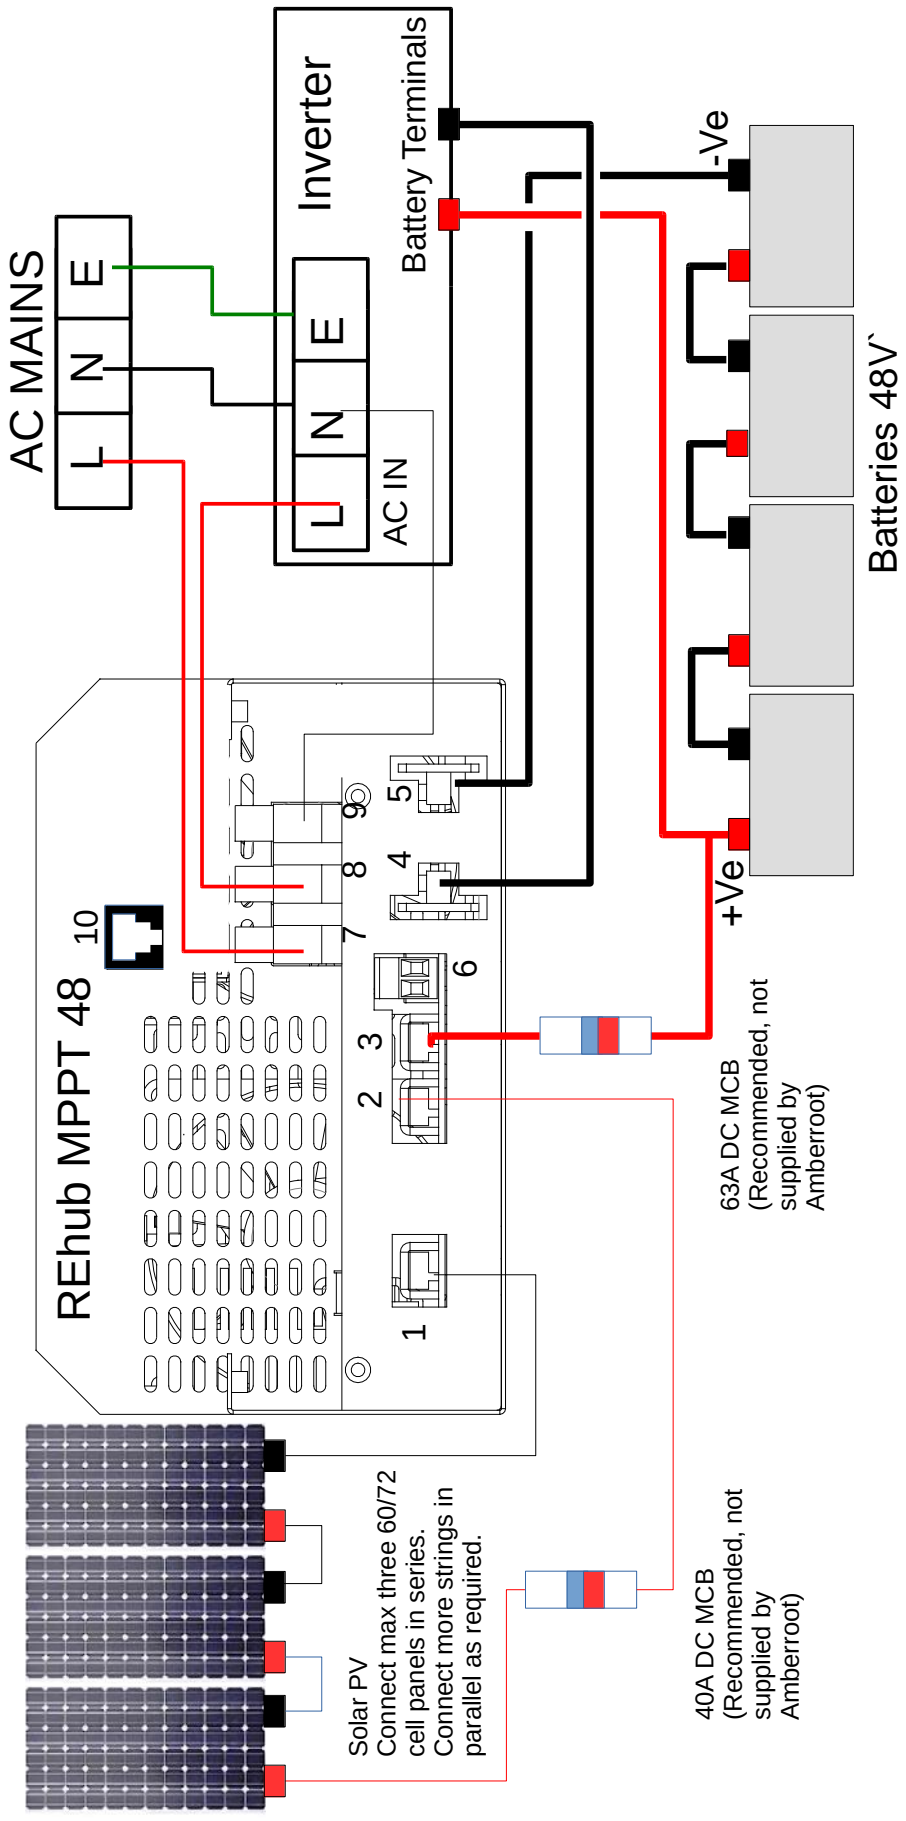 AC MAINS
L N E
Inverter
L N E
AC IN
Battery Terminals
REhub MPPT 48
10
7
8
9
1
2
3
6
4
5
Solar PV
Connect max three 60/72
cell panels in series.
Connect more strings in
parallel as required.
40A DC MCB
(Recommended, not
supplied by
Amberroot)
63A DC MCB
(Recommended, not
supplied by
Amberroot)
+Ve
-Ve
Batteries 48V`